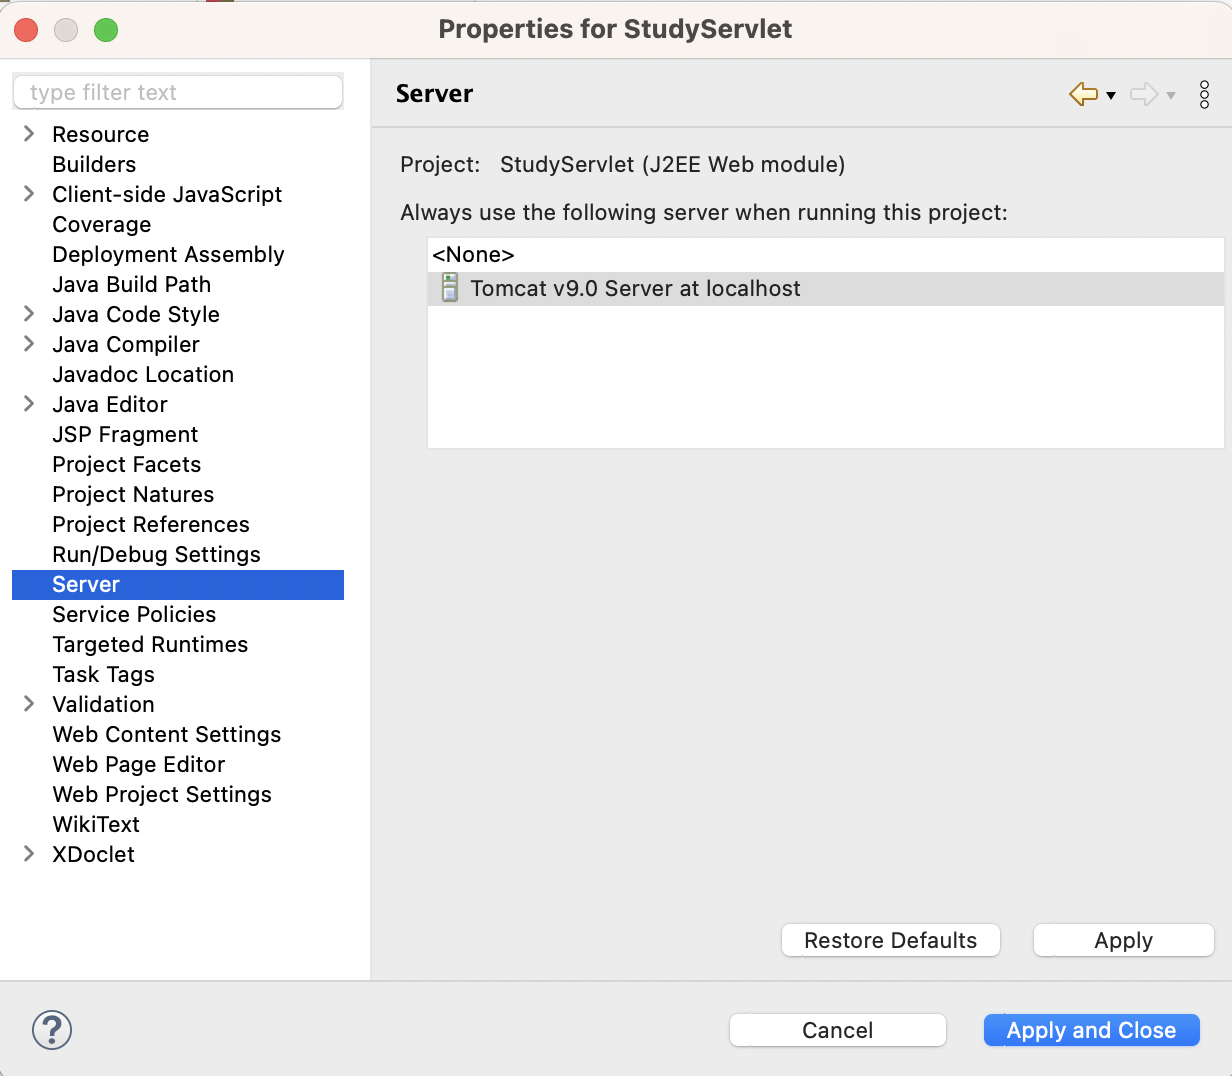 Properties for StudyServlet
type filter text
Resource
Builders
Client-side JavaScript
Coverage
Deployment Assembly
Java Build Path
Java Code Style
Java Compiler
Javadoc Location
Java Editor
JSP Fragment
Project Facets
Project Natures
Project References
Run/Debug Settings
Server
Service Policies
Targeted Runtimes
Task Tags
Validation
Web Content Settings
Web Page Editor
Web Project Settings
WikiText
XDoclet
Server
Project: StudyServlet (J2EE Web module)
Always use the following server when running this project:
<None>
Tomcat v9.0 Server at localhost
Restore Defaults
Apply
?
Cancel
Apply and Close